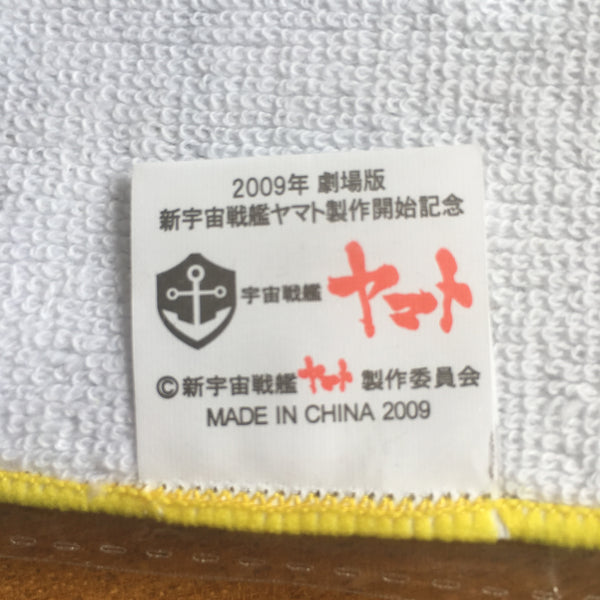 2009年 劇場版
新宇宙戦艦ヤマト製作開始記念
宇宙戦艦 ヤマト
©新宇宙戦艦ヤマト 製作委員会
MADE IN CHINA 2009